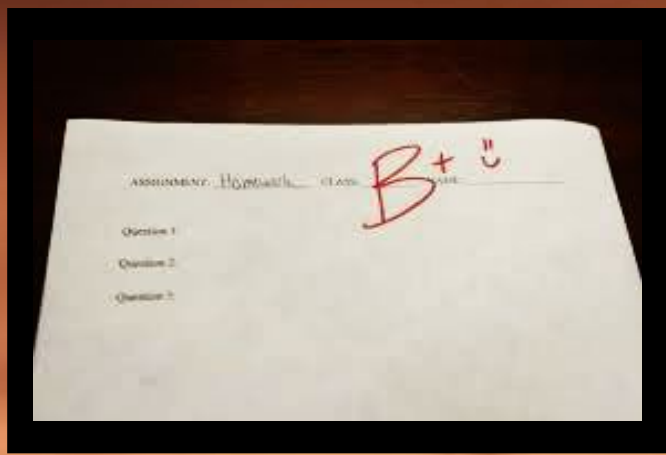 ASSIGNMENT: Homework CLASS: B+
Question 1:
Question 2:
Question 3: